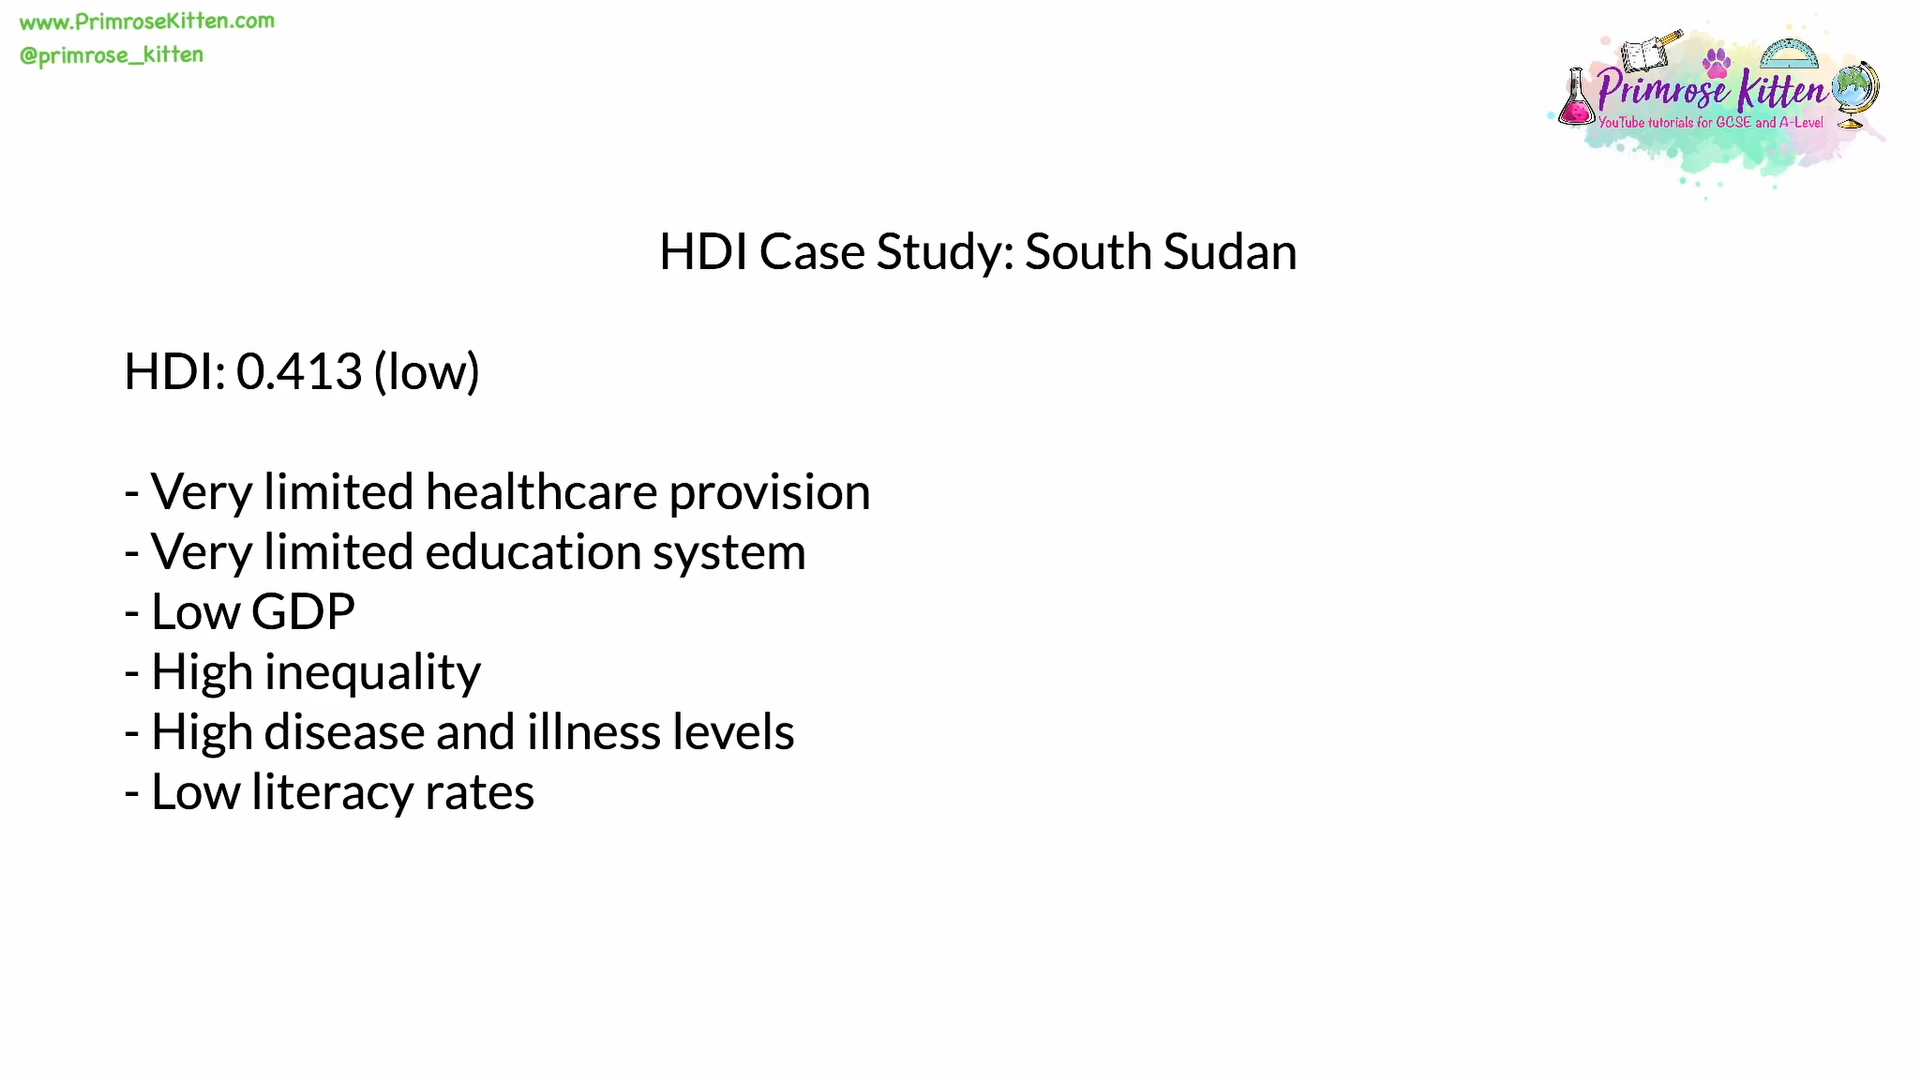 www.PrimroseKitten.com
@primrose_kitten
Primrose Kitten
YouTube tutorials for GCSE and A-Level
HDI Case Study: South Sudan
HDI: 0.413 (low)
- Very limited healthcare provision
- Very limited education system
- Low GDP
- High inequality
- High disease and illness levels
- Low literacy rates